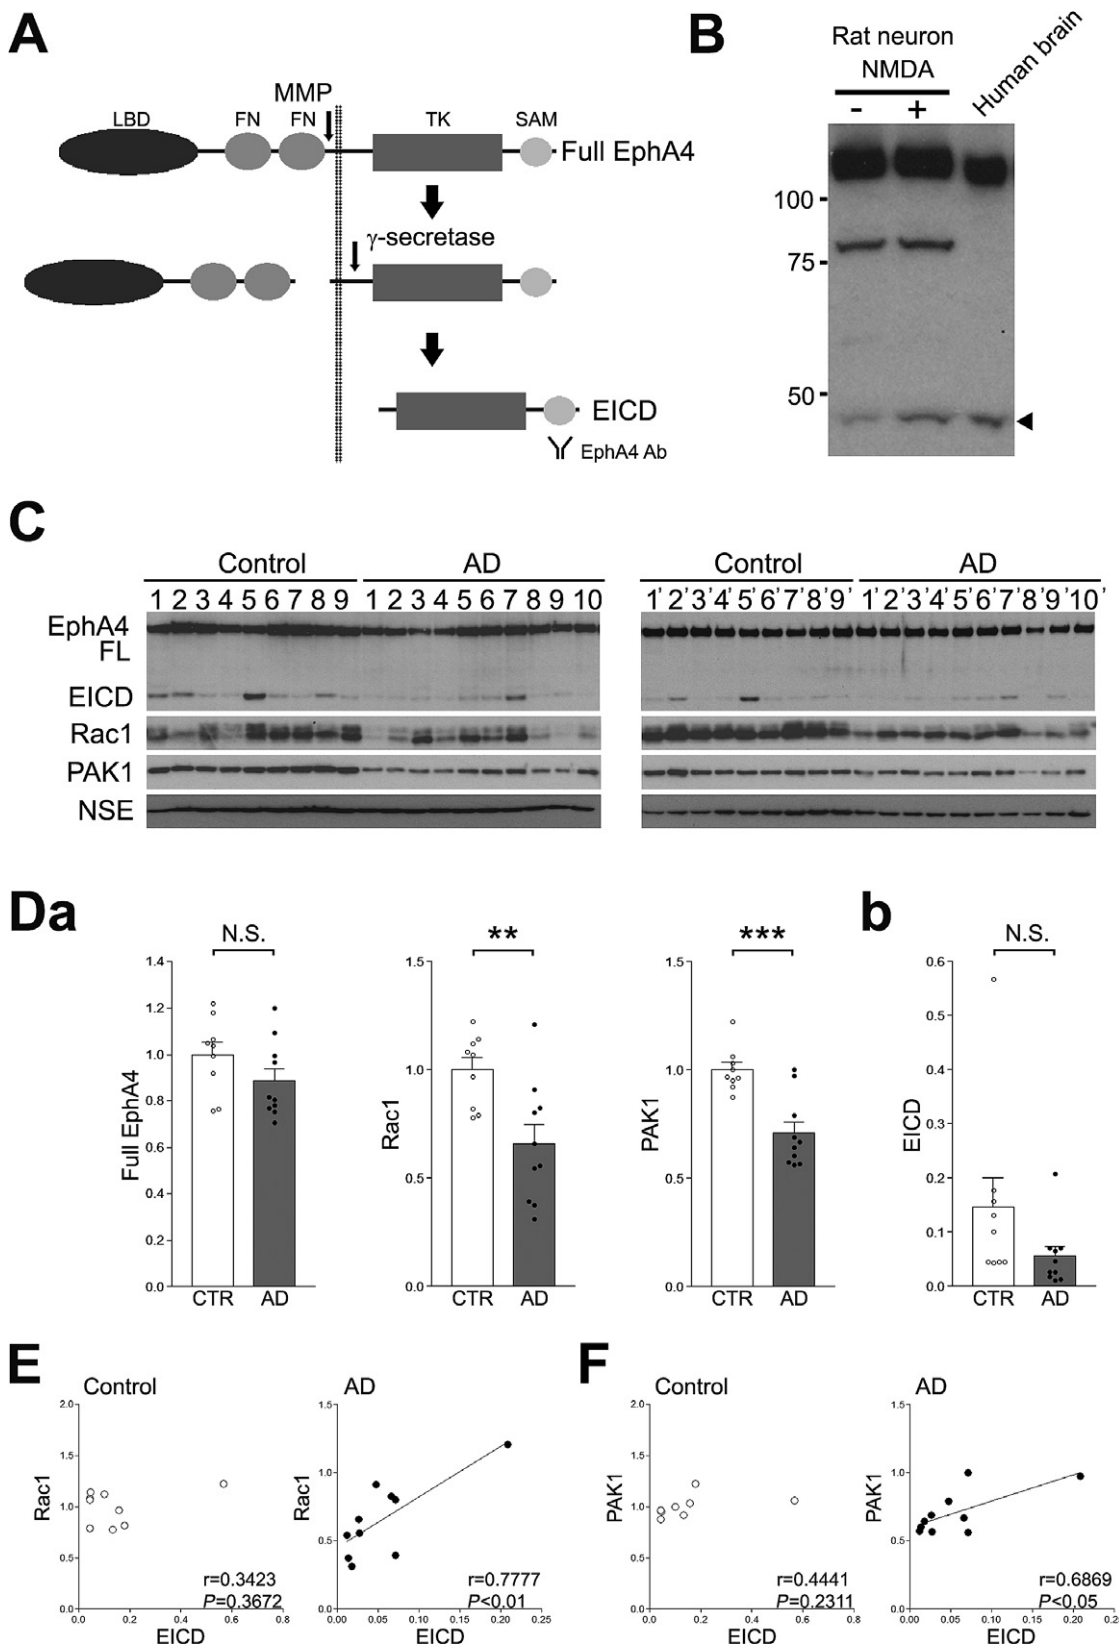 A
MMP
LBD
FN
FN
TK
SAM
Full EphA4
γ-secretase
EICD
EphA4 Ab
B
Rat neuron
NMDA
- +
Human brain
100
75
50
C
Control AD
1 2 3 4 5 6 7 8 9 1 2 3 4 5 6 7 8 9 10
Control AD
1' 2' 3' 4' 5' 6' 7' 8' 9' 1' 2' 3' 4' 5' 6' 7' 8' 9' 10'
EphA4
FL
EICD
Rac1
PAK1
NSE
Da
N.S.
Full EphA4
1.4
1.2
1.0
0.8
0.6
0.4
0.2
0.0
CTR AD
**
Rac1
1.5
1.0
0.5
0.0
CTR AD
***
PAK1
1.5
1.0
0.5
0.0
CTR AD
b
N.S.
EICD
0.6
0.5
0.4
0.3
0.2
0.1
0.0
CTR AD
E
Control
Rac1
2.0
1.5
1.0
0.5
0.0
r=0.3423
P=0.3672
0.0 0.2 0.4 0.6 0.8
EICD
AD
Rac1
1.5
1.0
0.5
0.0
r=0.7777
P<0.01
0.00 0.05 0.10 0.15 0.20 0.25
EICD
F
Control
PAK1
2.0
1.5
1.0
0.5
0.0
r=0.4441
P=0.2311
0.0 0.2 0.4 0.6 0.8
EICD
AD
PAK1
1.5
1.0
0.5
0.0
r=0.6869
P<0.05
0.00 0.05 0.10 0.15 0.20
EICD